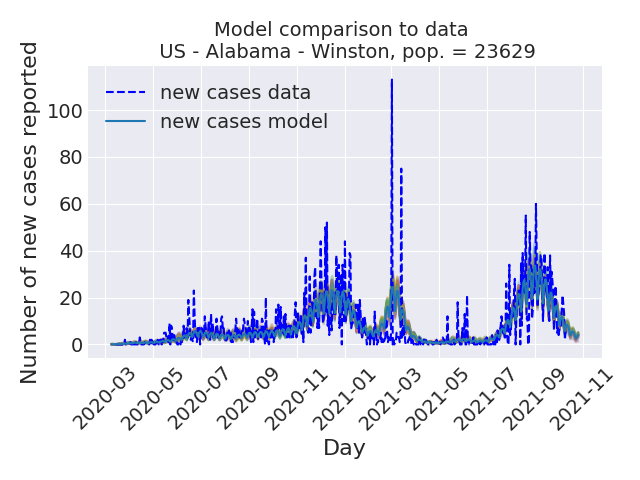 Model comparison to data
US - Alabama - Winston, pop. = 23629
Number of new cases reported
new cases data
new cases model
100
80
60
40
20
0
2020-03
2020-05
2020-07
2020-09
2020-11
2021-01
2021-03
2021-05
2021-07
2021-09
2021-11
Day